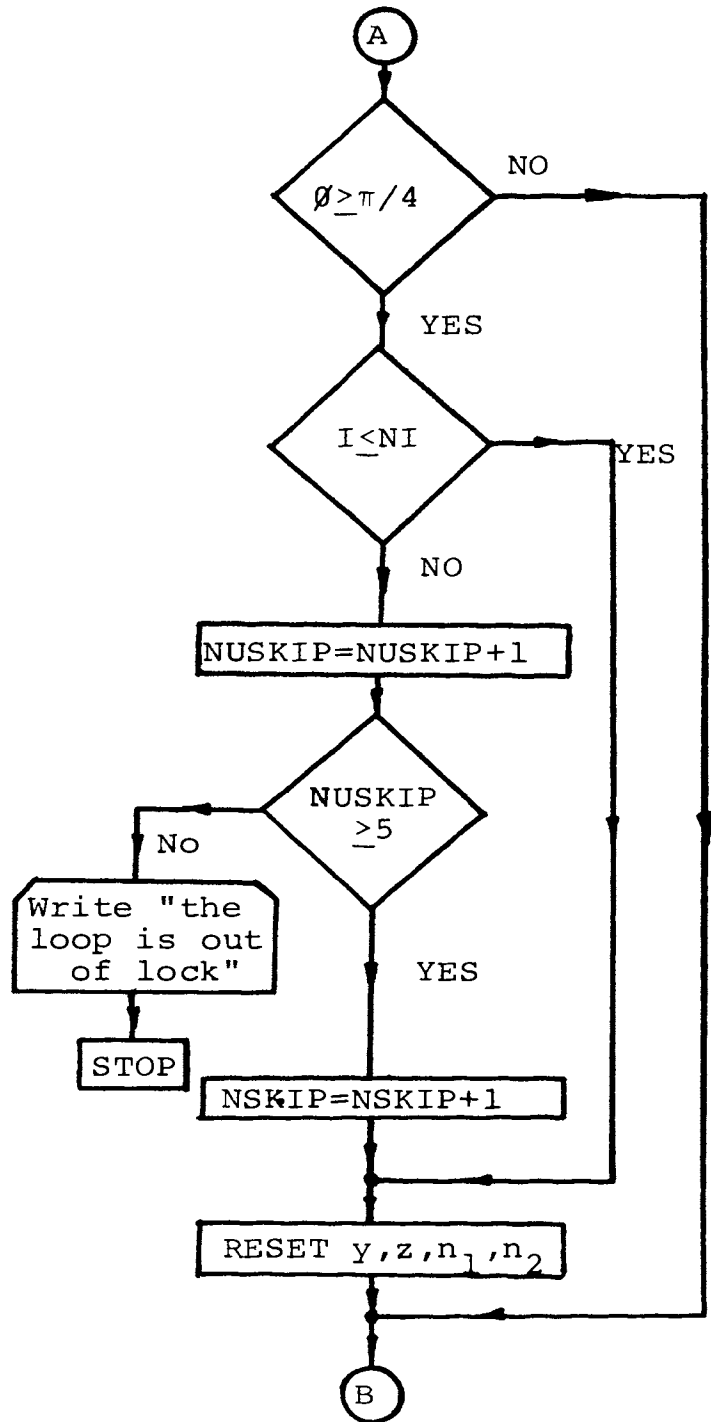 A
Ø≥π/4
NO
YES
I≤NI
YES
NO
NUSKIP=NUSKIP+1
NUSKIP
≥5
No
Write "the
loop is out
of lock"
YES
STOP
NSKIP=NSKIP+1
RESET y,z,n₁,n₂
B